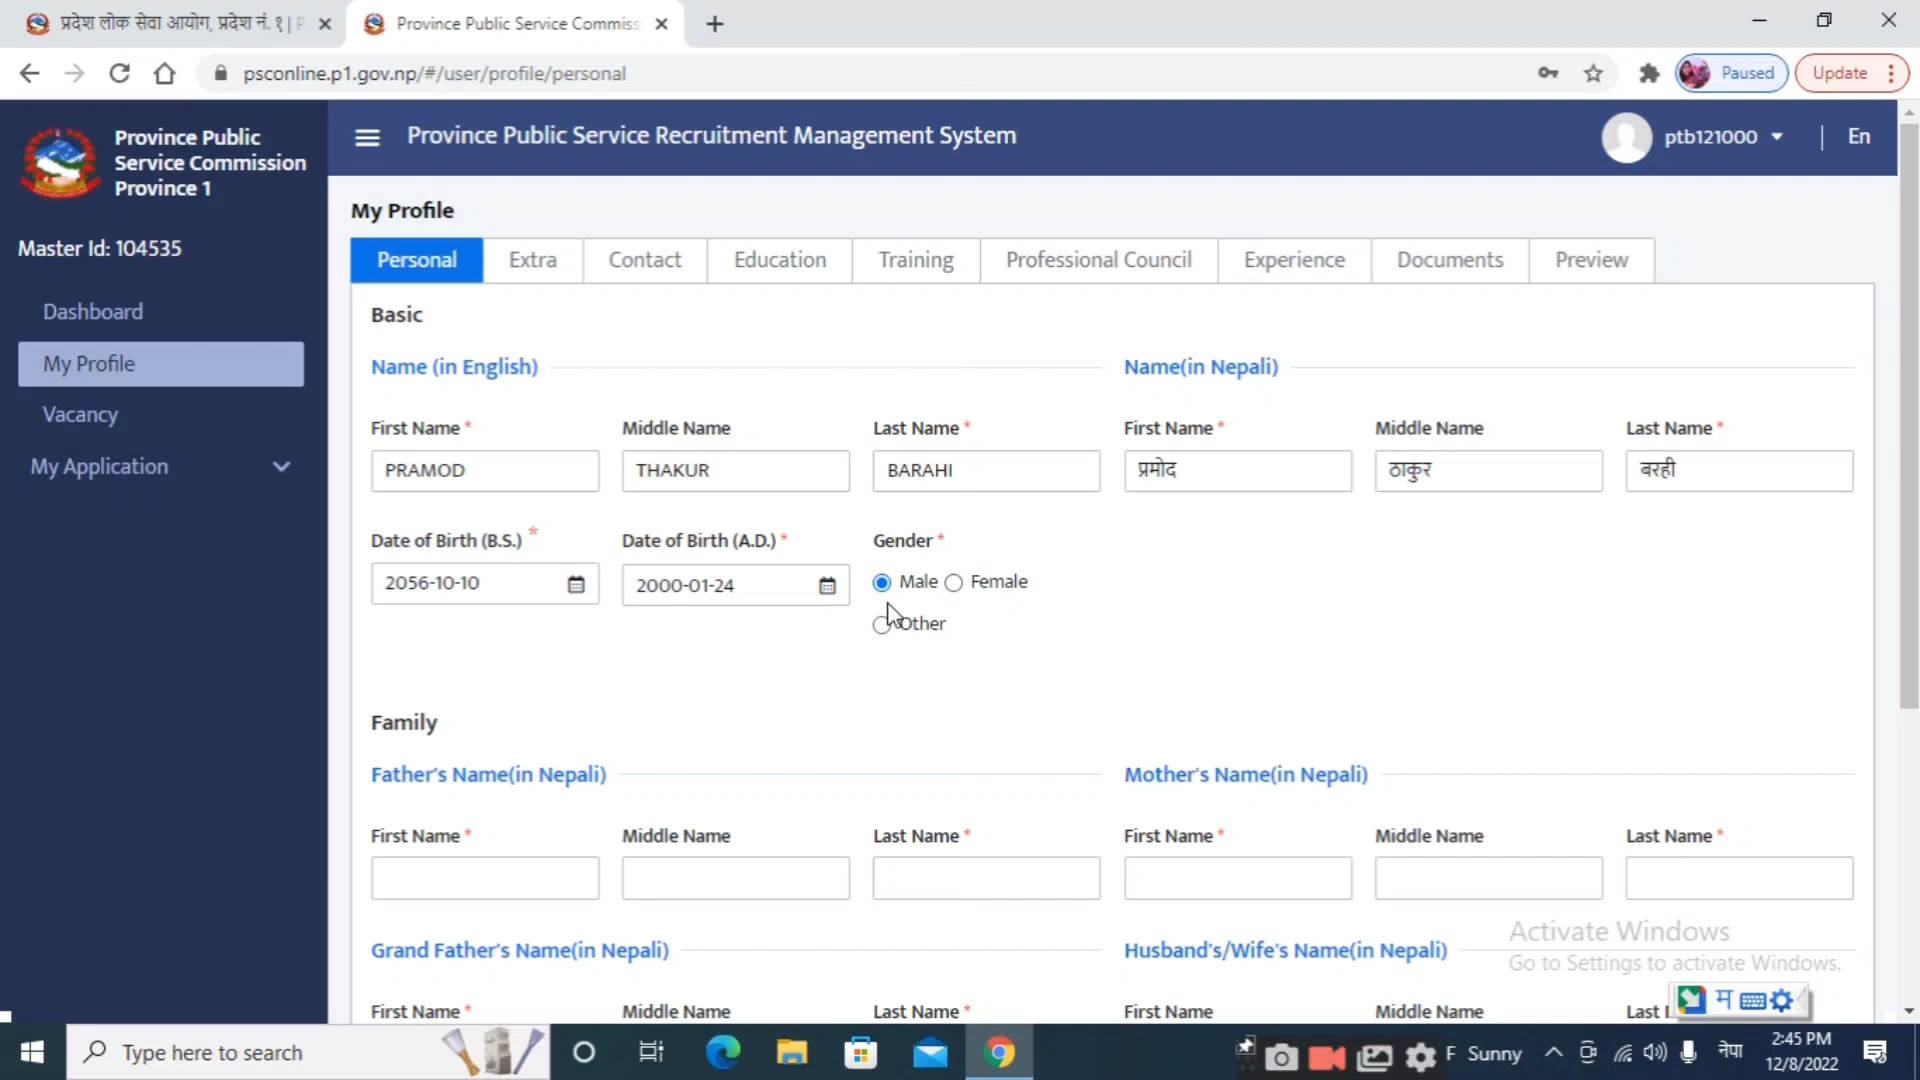 प्रदेश लोक सेवा आयोग, प्रदेश नं. १ | P
Province Public Service Commis
psconline.p1.gov.np/#/user/profile/personal
Paused
Update
Province Public
Service Commission
Province 1
Province Public Service Recruitment Management System
ptb121000
En
Master Id: 104535
Dashboard
My Profile
Vacancy
My Application
My Profile
Personal Extra Contact Education Training Professional Council Experience Documents Preview
Basic
Name (in English) Name(in Nepali)
First Name * Middle Name Last Name * First Name * Middle Name Last Name *
PRAMOD THAKUR BARAHI प्रमोद ठाकुर बरही
Date of Birth (B.S.) * Date of Birth (A.D.) * Gender *
2056-10-10 2000-01-24 Male Female
Other
Family
Father's Name(in Nepali) Mother's Name(in Nepali)
First Name * Middle Name Last Name * First Name * Middle Name Last Name *
Activate Windows
Go to Settings to activate Windows.
Grand Father's Name(in Nepali) Husband's/Wife's Name(in Nepali)
First Name * Middle Name Last Name * First Name Middle Name Last
म
Type here to search
F Sunny
नेपा
2:45 PM
12/8/2022